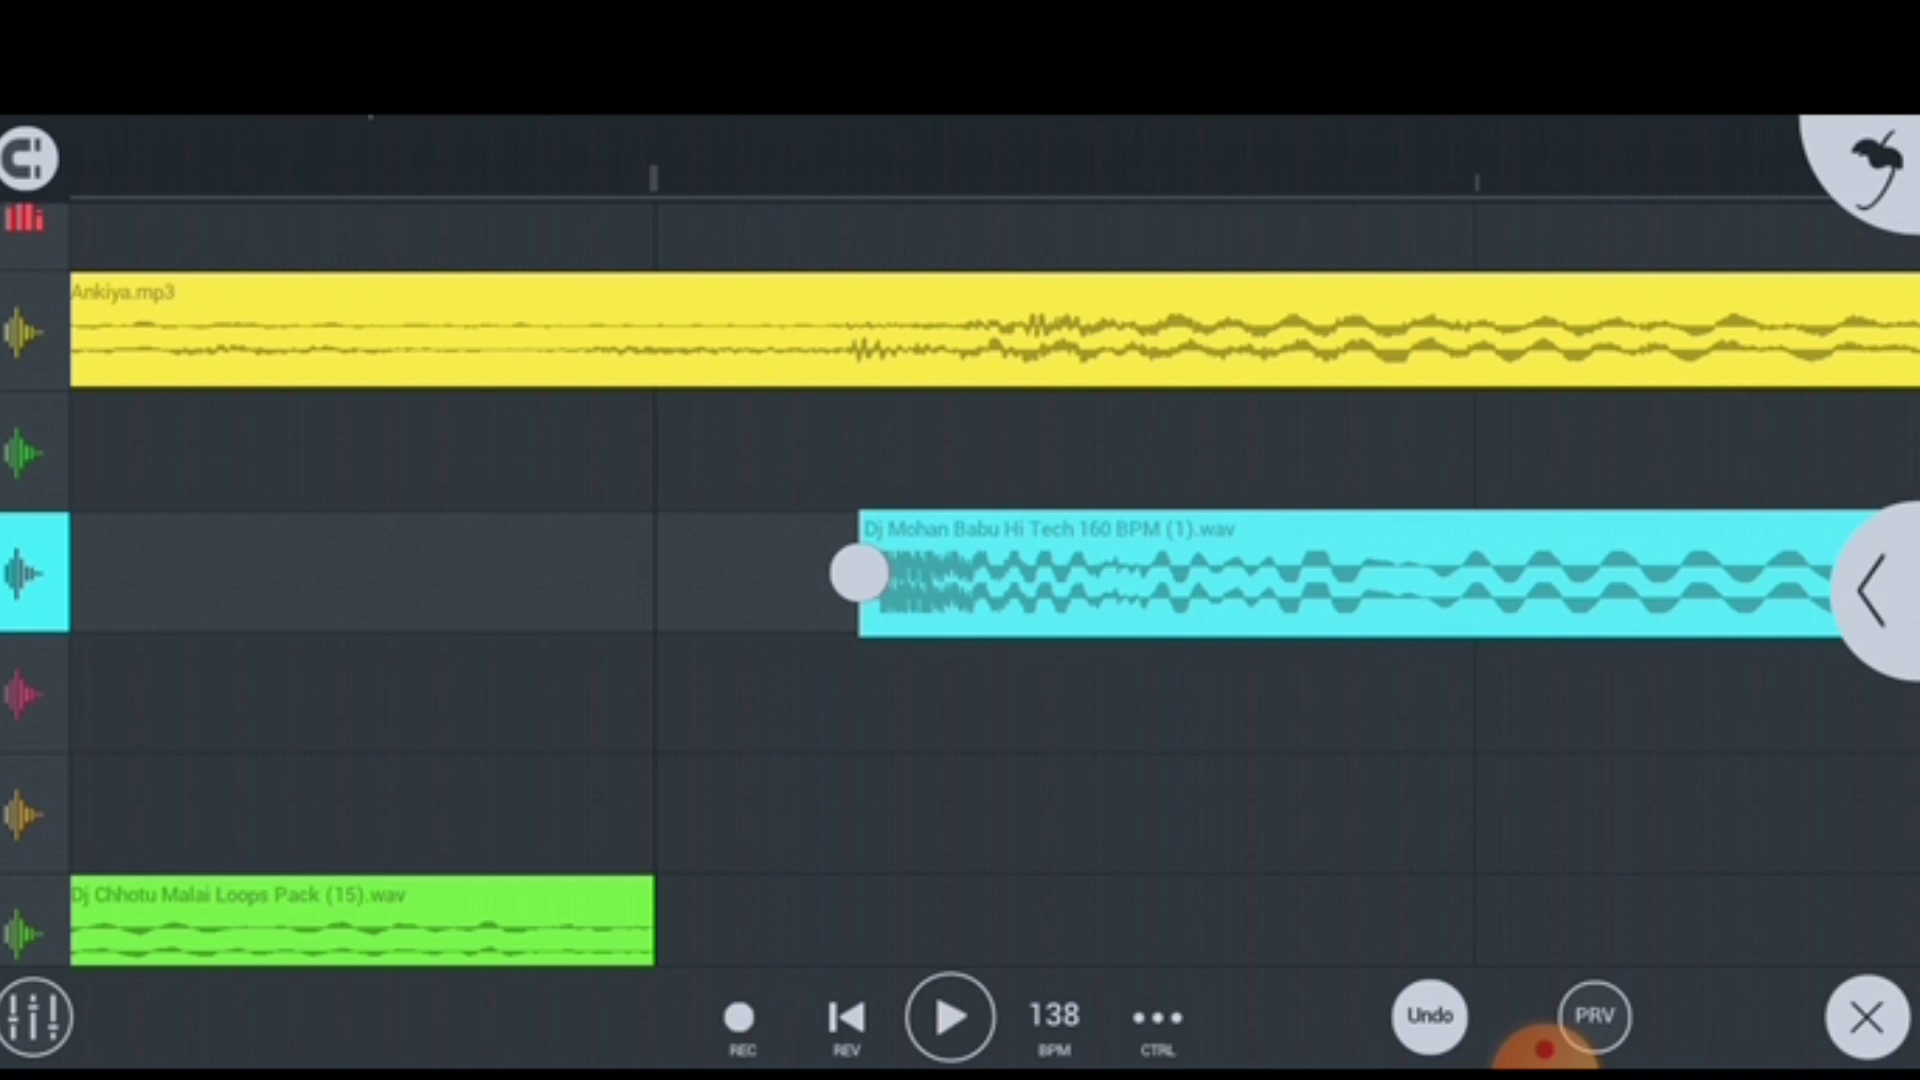 Ankiya.mp3
Dj Mohan Babu Hi Tech 160 BPM (1).wav
Dj Chhotu Malai Loops Pack (15).wav
138
Undo
PRV
REC
REV
BPM
CTRL